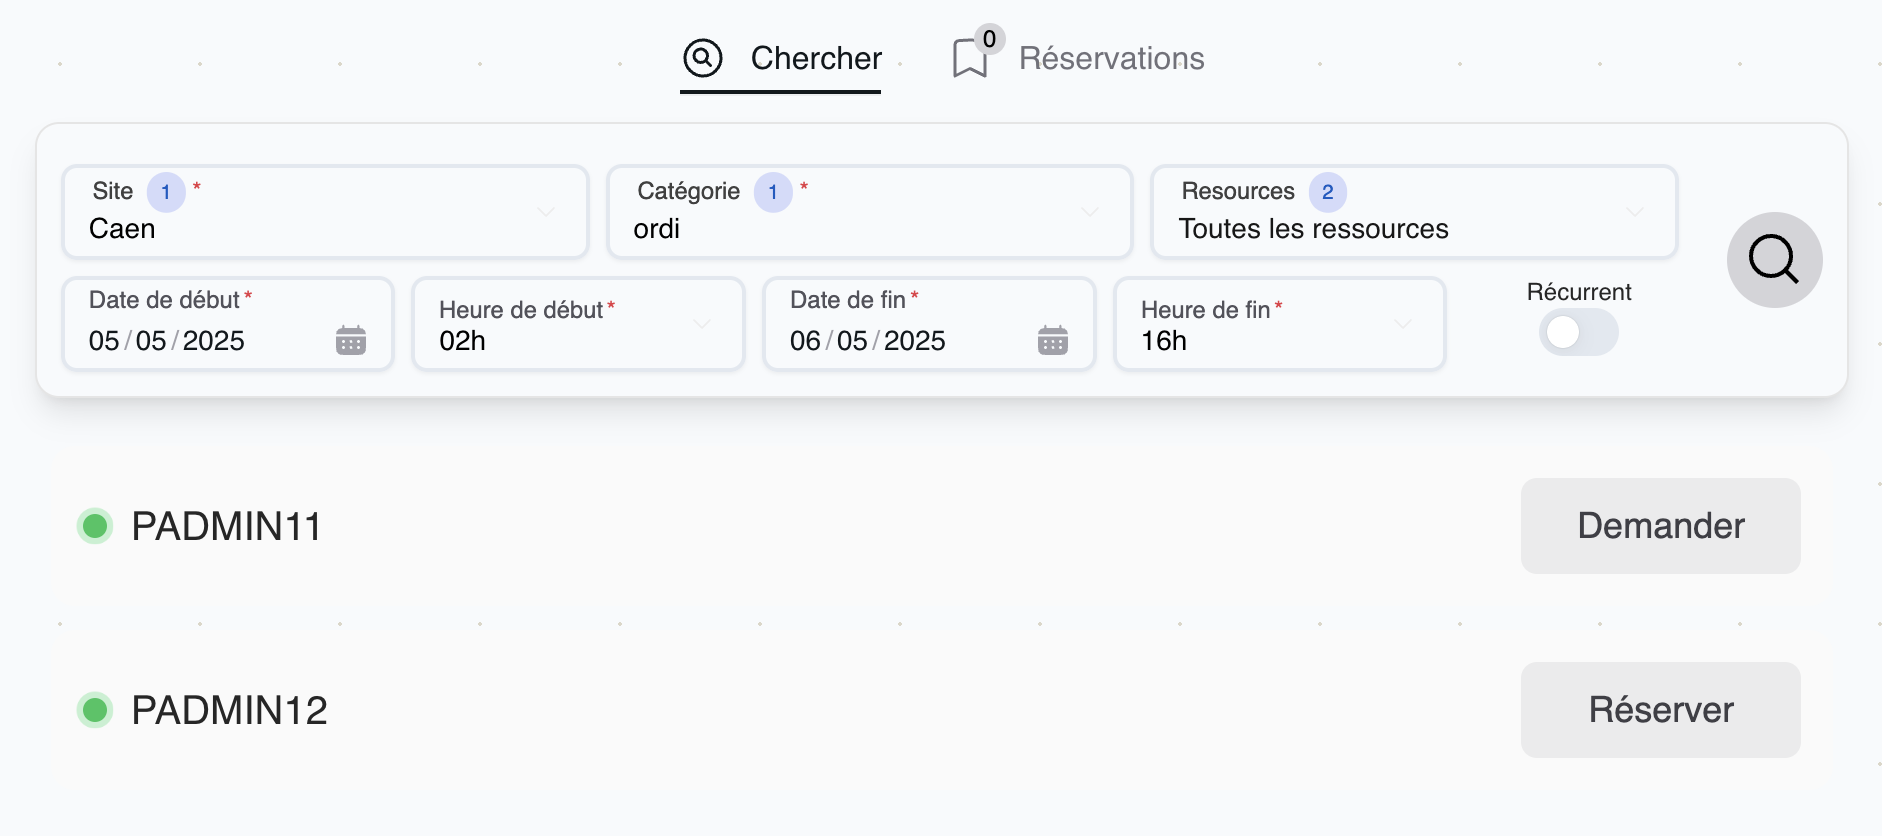 Chercher 0 Réservations
Site 1 * Catégorie 1 * Resources 2
Caen ordi Toutes les ressources
Date de début* Heure de début* Date de fin* Heure de fin* Récurrent
05/05/2025 02h 06/05/2025 16h
PADMIN11 Demander
PADMIN12 Réserver